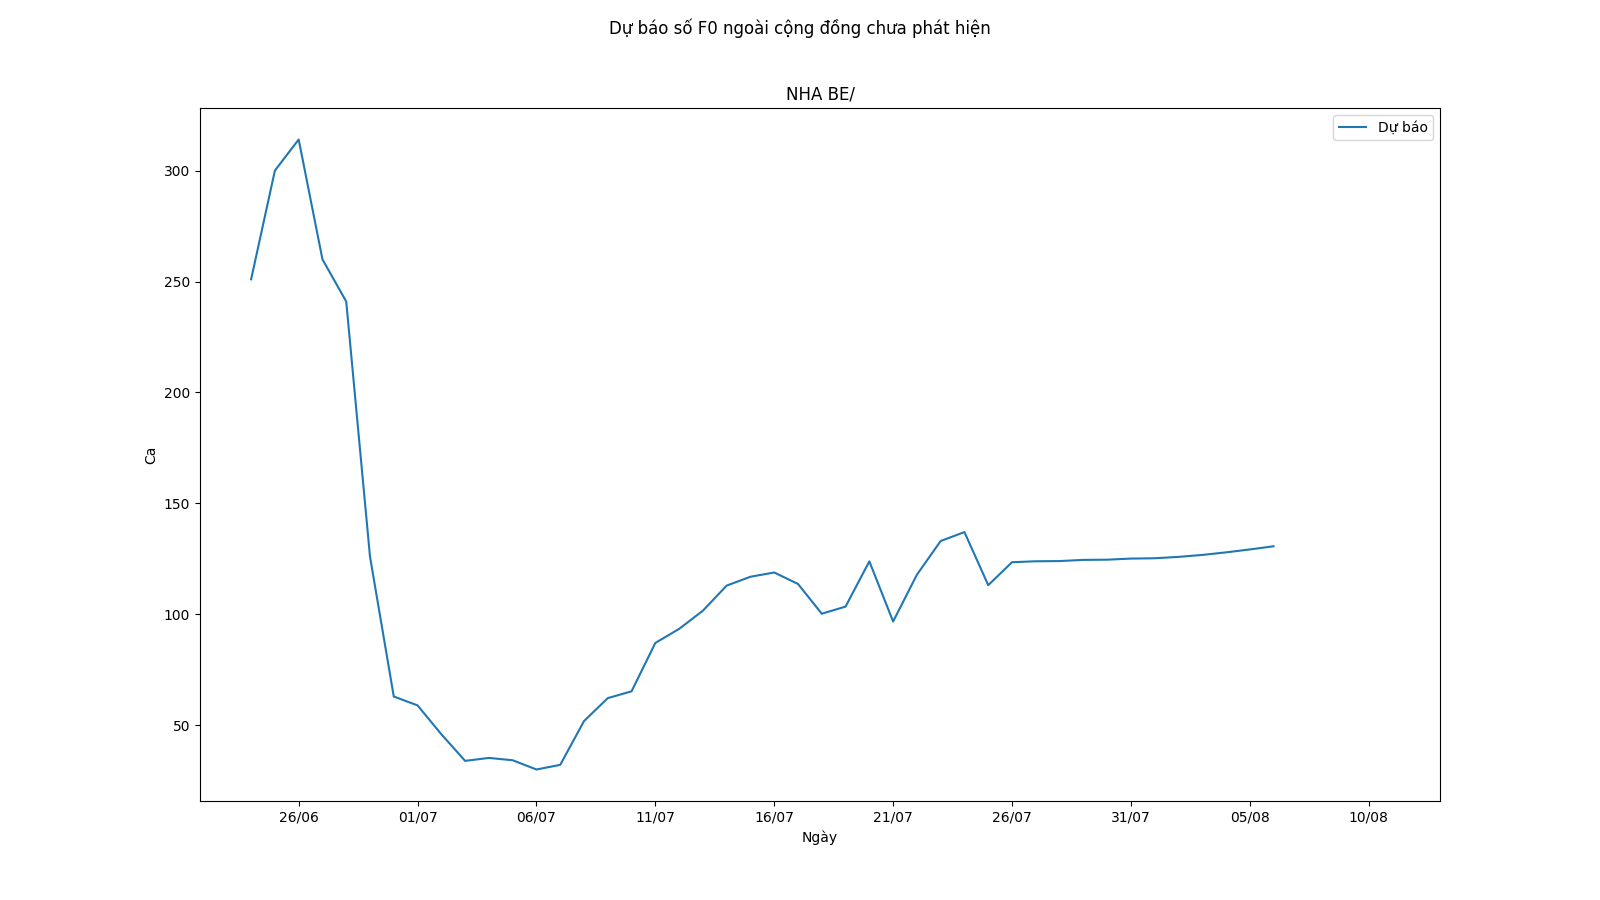 Dự báo số F0 ngoài cộng đồng chưa phát hiện
NHA BE/
Dự báo
300
250
200
150
100
50
Ca
26/06 01/07 06/07 11/07 16/07 21/07 26/07 31/07 05/08 10/08
Ngày